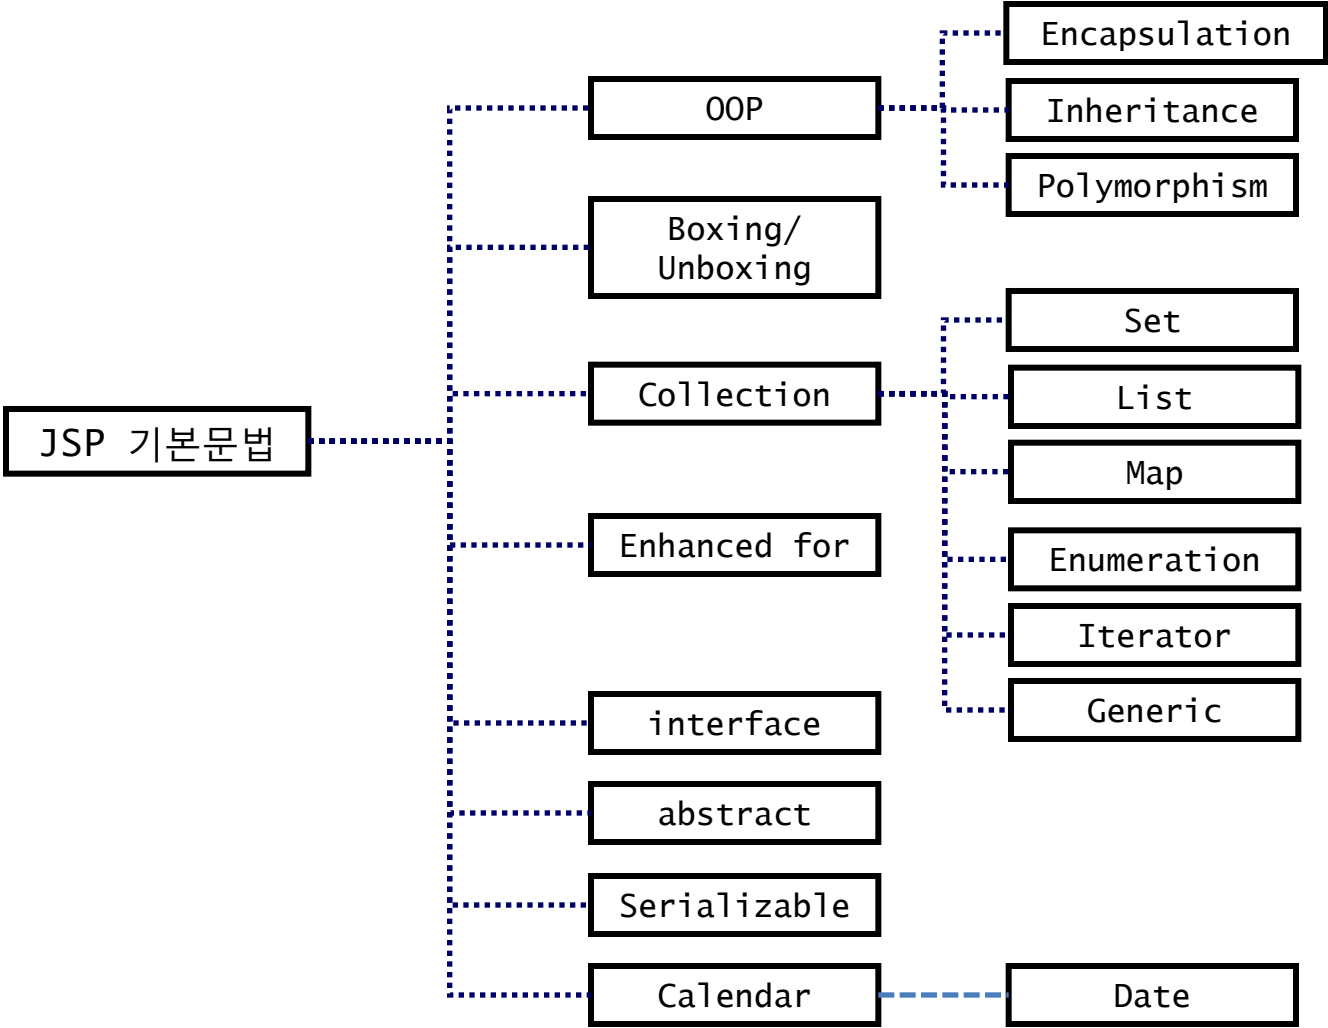 JSP 기본문법
OOP
Encapsulation
Inheritance
Polymorphism
Boxing/
Unboxing
Collection
Set
List
Map
Enumeration
Iterator
Generic
Enhanced for
interface
abstract
Serializable
Calendar
Date